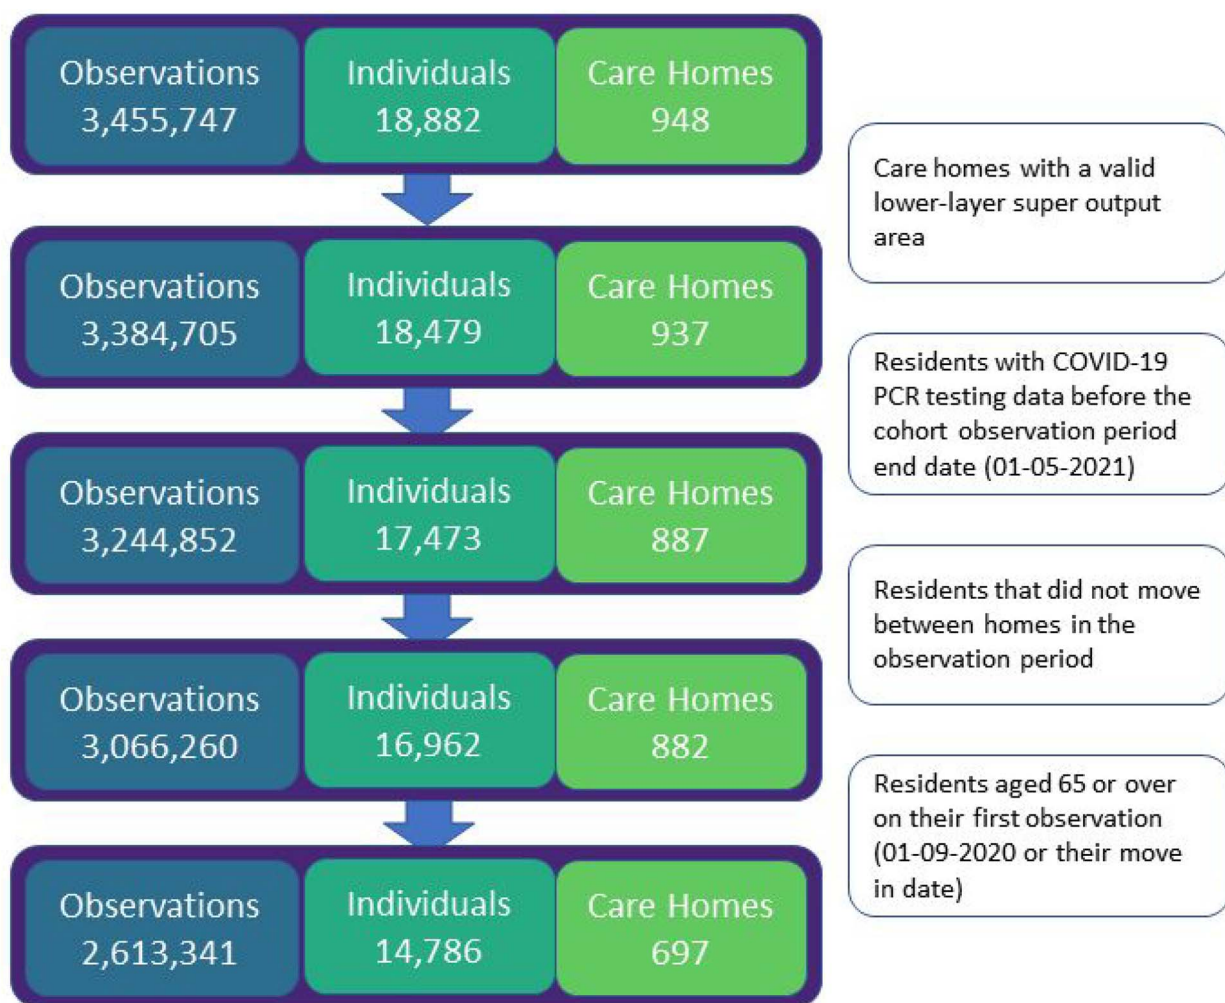 Observations
3,455,747
Individuals
18,882
Care Homes
948
Care homes with a valid
lower-layer super output
area
Observations
3,384,705
Individuals
18,479
Care Homes
937
Residents with COVID-19
PCR testing data before the
cohort observation period
end date (01-05-2021)
Observations
3,244,852
Individuals
17,473
Care Homes
887
Residents that did not move
between homes in the
observation period
Observations
3,066,260
Individuals
16,962
Care Homes
882
Residents aged 65 or over
on their first observation
(01-09-2020 or their move
in date)
Observations
2,613,341
Individuals
14,786
Care Homes
697